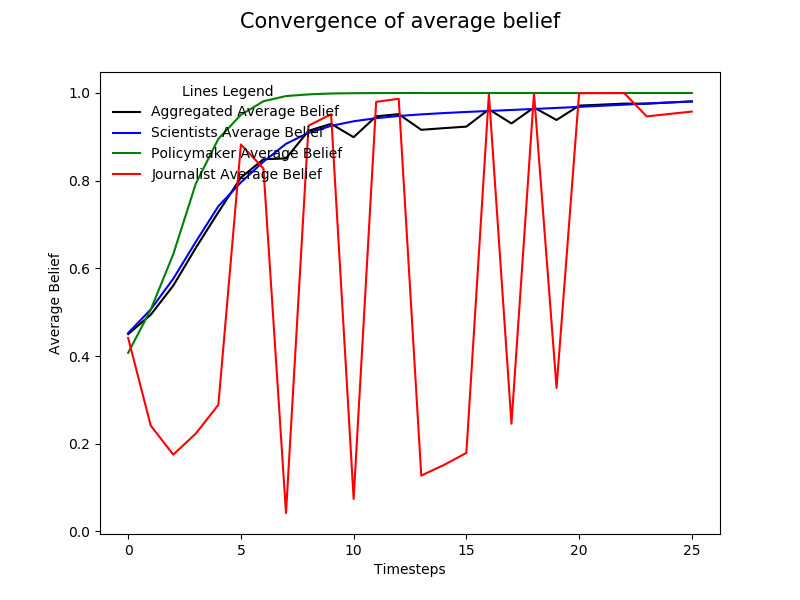 Convergence of average belief
Lines Legend
Aggregated Average Belief
Scientists Average Belief
Policymaker Average Belief
Journalist Average Belief
1.0
0.8
0.6
0.4
0.2
0.0
Average Belief
0 5 10 15 20 25
Timesteps